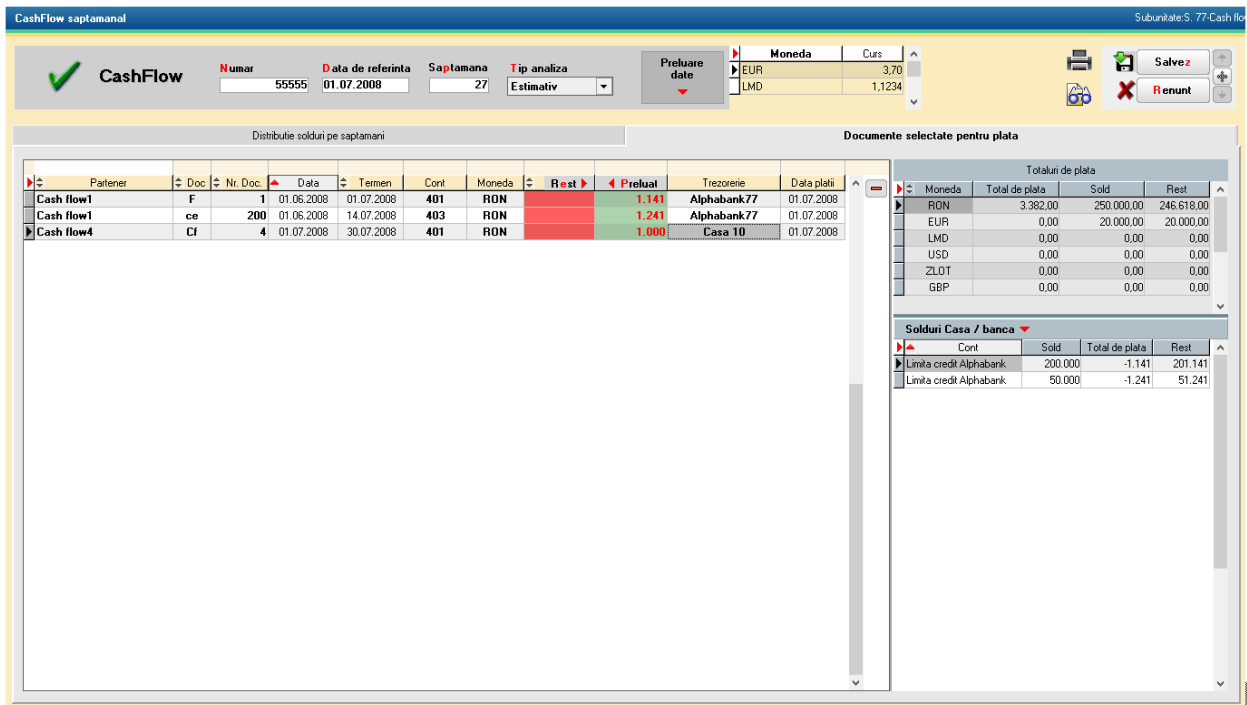 CashFlow saptamanal Subunitate:S. 77-Cash flo
CashFlow
Numar Data de referinta Saptamana Tip analiza
55555 01.07.2008 27 Estimativ
Preluare date
Moneda Curs
EUR 3,70
LMD 1,1234
Salvez
Renunt
Distributie solduri pe saptamani Documente selectate pentru plata
Partener Doc Nr. Doc. Data Termen Cont Moneda Rest Preluat Trezorerie Data platii
Cash flow1 F 1 01.06.2008 01.07.2008 401 RON 1.141 Alphabank77 01.07.2008
Cash flow1 ce 200 01.06.2008 14.07.2008 403 RON 1.241 Alphabank77 01.07.2008
Cash flow4 Cf 4 01.07.2008 30.07.2008 401 RON 1.000 Casa 10 01.07.2008
Totaluri de plata
Moneda Total de plata Sold Rest
RON 3.382,00 250.000,00 246.618,00
EUR 0,00 20.000,00 20.000,00
LMD 0,00 0,00 0,00
USD 0,00 0,00 0,00
ZLOT 0,00 0,00 0,00
GBP 0,00 0,00 0,00
Solduri Casa / banca
Cont Sold Total de plata Rest
Limita credit Alphabank 200.000 -1.141 201.141
Limita credit Alphabank 50.000 -1.241 51.241